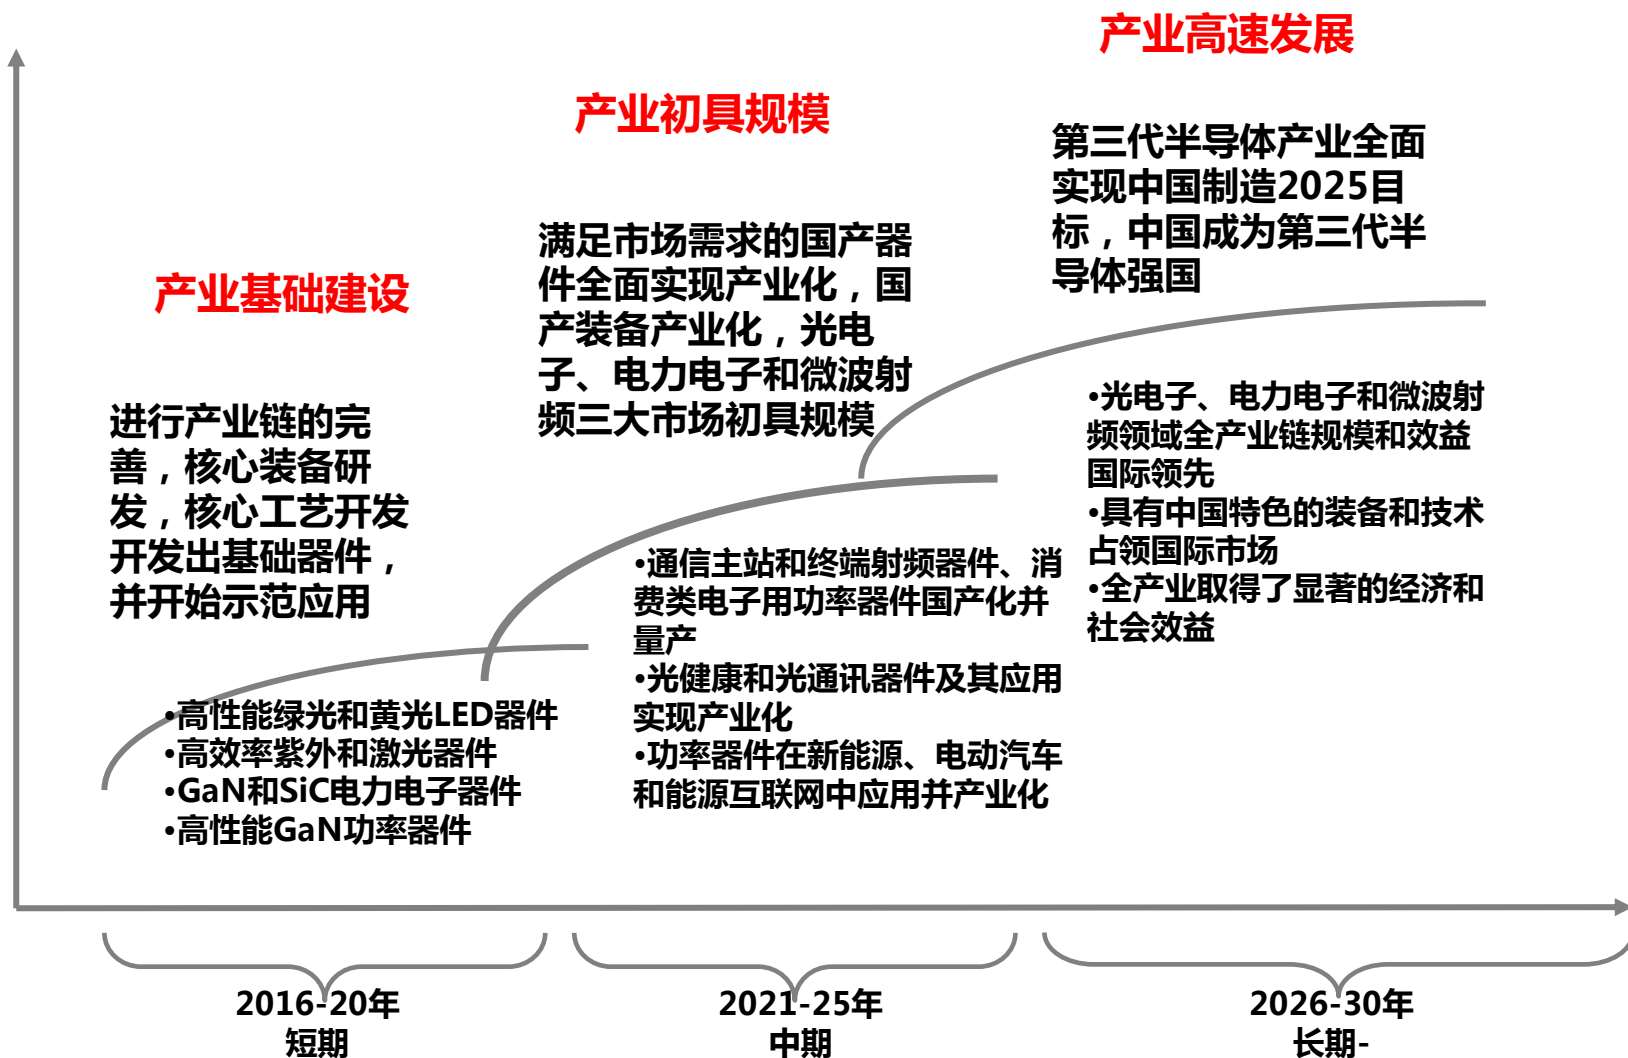 产业基础建设
进行产业链的完
善，核心装备研
发，核心工艺开发
开发出基础器件，
并开始示范应用
•高性能绿光和黄光LED器件
•高效率紫外和激光器件
•GaN和SiC电力电子器件
•高性能GaN功率器件
2016-20年
短期
产业初具规模
满足市场需求的国产器
件全面实现产业化，国
产装备产业化，光电
子、电力电子和微波射
频三大市场初具规模
•通信主站和终端射频器件、消
费类电子用功率器件国产化并
量产
•光健康和光通讯器件及其应用
实现产业化
•功率器件在新能源、电动汽车
和能源互联网中应用并产业化
2021-25年
中期
产业高速发展
第三代半导体产业全面
实现中国制造2025目
标，中国成为第三代半
导体强国
•光电子、电力电子和微波射
频领域全产业链规模和效益
国际领先
•具有中国特色的装备和技术
占领国际市场
•全产业取得了显著的经济和
社会效益
2026-30年
长期-